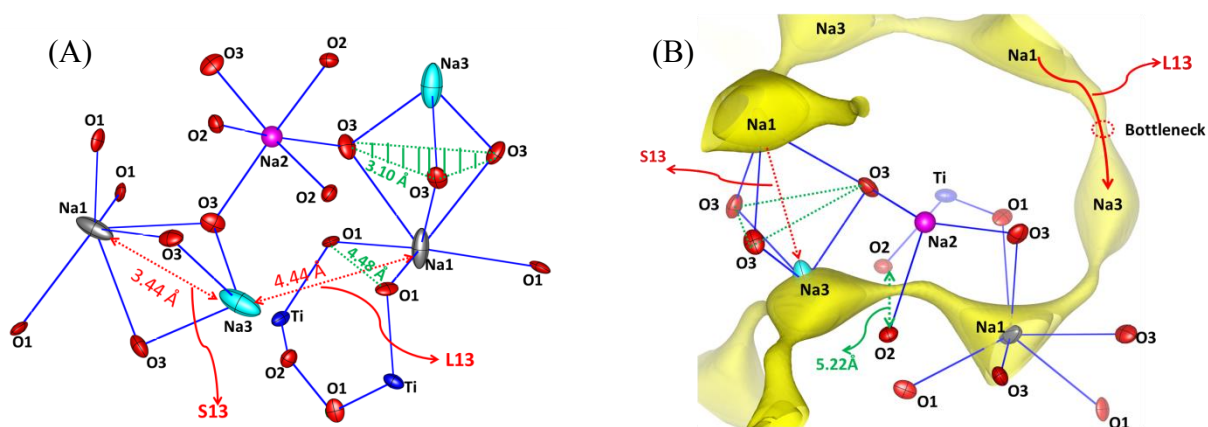 (A)
O3
O2
Na3
O1
O2
Na2
O3
O3
3.10 Å
O3
O1
O2
Na1
O3
O1
O3
4.48 Å
Na1
O1
O1
3.44 Å
4.44 Å
Na3
O1
O3
Ti
L13
O2
O1
Ti
S13
(B)
Na3
Na1
L13
Na1
Bottleneck
S13
O3
Ti
O1
Na3
O3
Na2
O3
O2
O3
Na3
Na1
O2
O3
5.22Å
O3
O1
O1